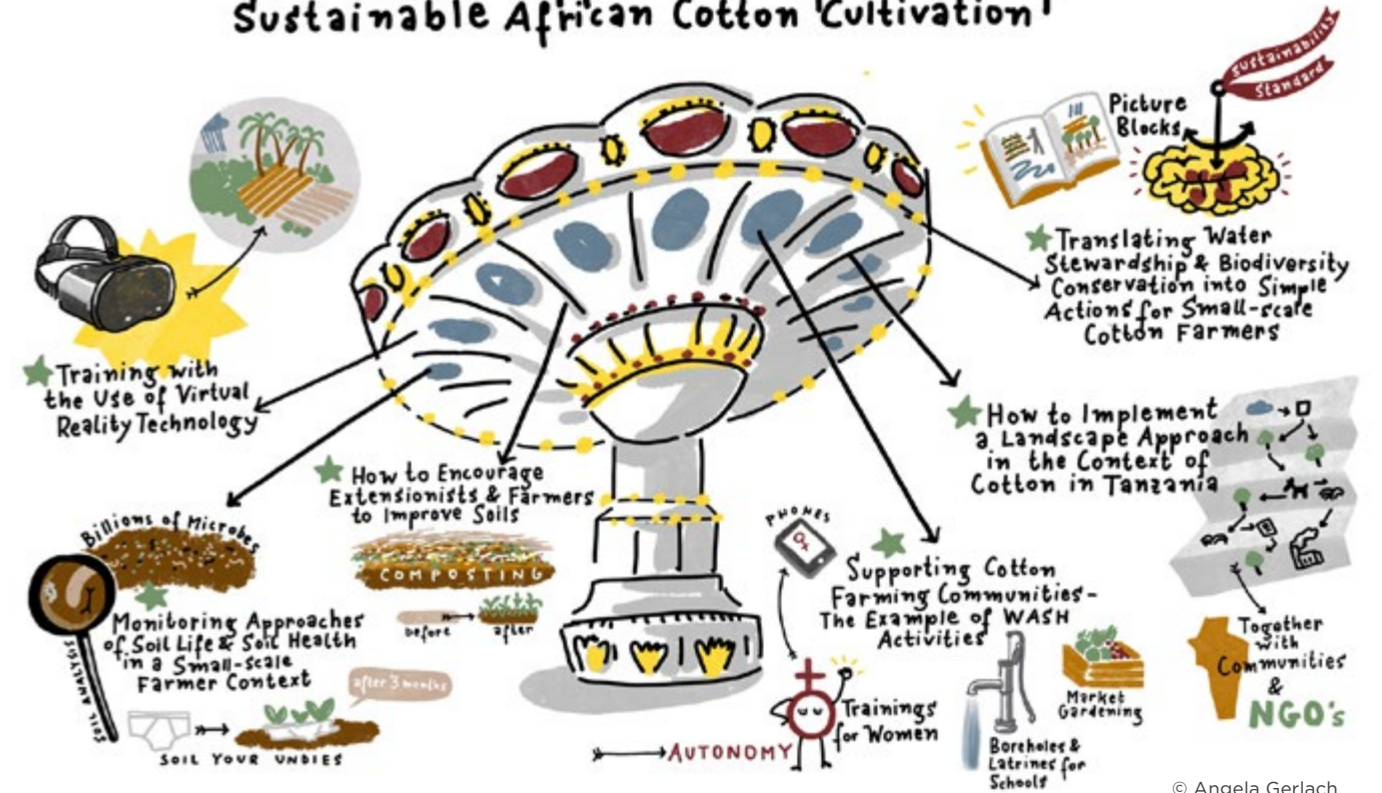 Sustainable African Cotton 'Cultivation'
sustainability
Standard
Picture
Blocks
Translating Water
Stewardship & Biodiversity
Conservation into Simple
Actions for Small-scale
Cotton Farmers
Training with
the Use of Virtual
Reality Technology
How to Implement
a Landscape Approach
in the Context of
Cotton in Tanzania
How to Encourage
Extensionists & Farmers
to Improve Soils
COMPOSTING
before
after
Billions of Microbes
Monitoring Approaches
of Soil Life & Soil Health
in a Small-scale
Farmer Context
SOIL ANALYSIS
after 3 months
SOIL YOUR UNDIES
PHONES
Supporting Cotton
Farming Communities-
The Example of WASH
Activities
Trainings
for Women
AUTONOMY
Boreholes &
Latrines for
Schools
Market
Gardening
Together
with
Communities
&
NGO's
© Angela Gerlach